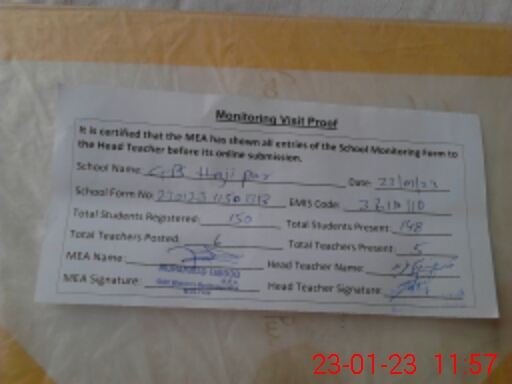 Monitoring Visit Proof
It is certified that the MEA has shown all entries of the School Monitoring Form to
the Head Teacher before its online submission.
School Name: Haji Date: 23/01/23
School Form No: EMIS Code:
Total Students Registered: 150 Total Students Present: 148
Total Teachers Posted: 6 Total Teachers Present: 5
MEA Name: Head Teacher Name:
MEA Signature: Head Teacher Signature:
23-01-23 11:57